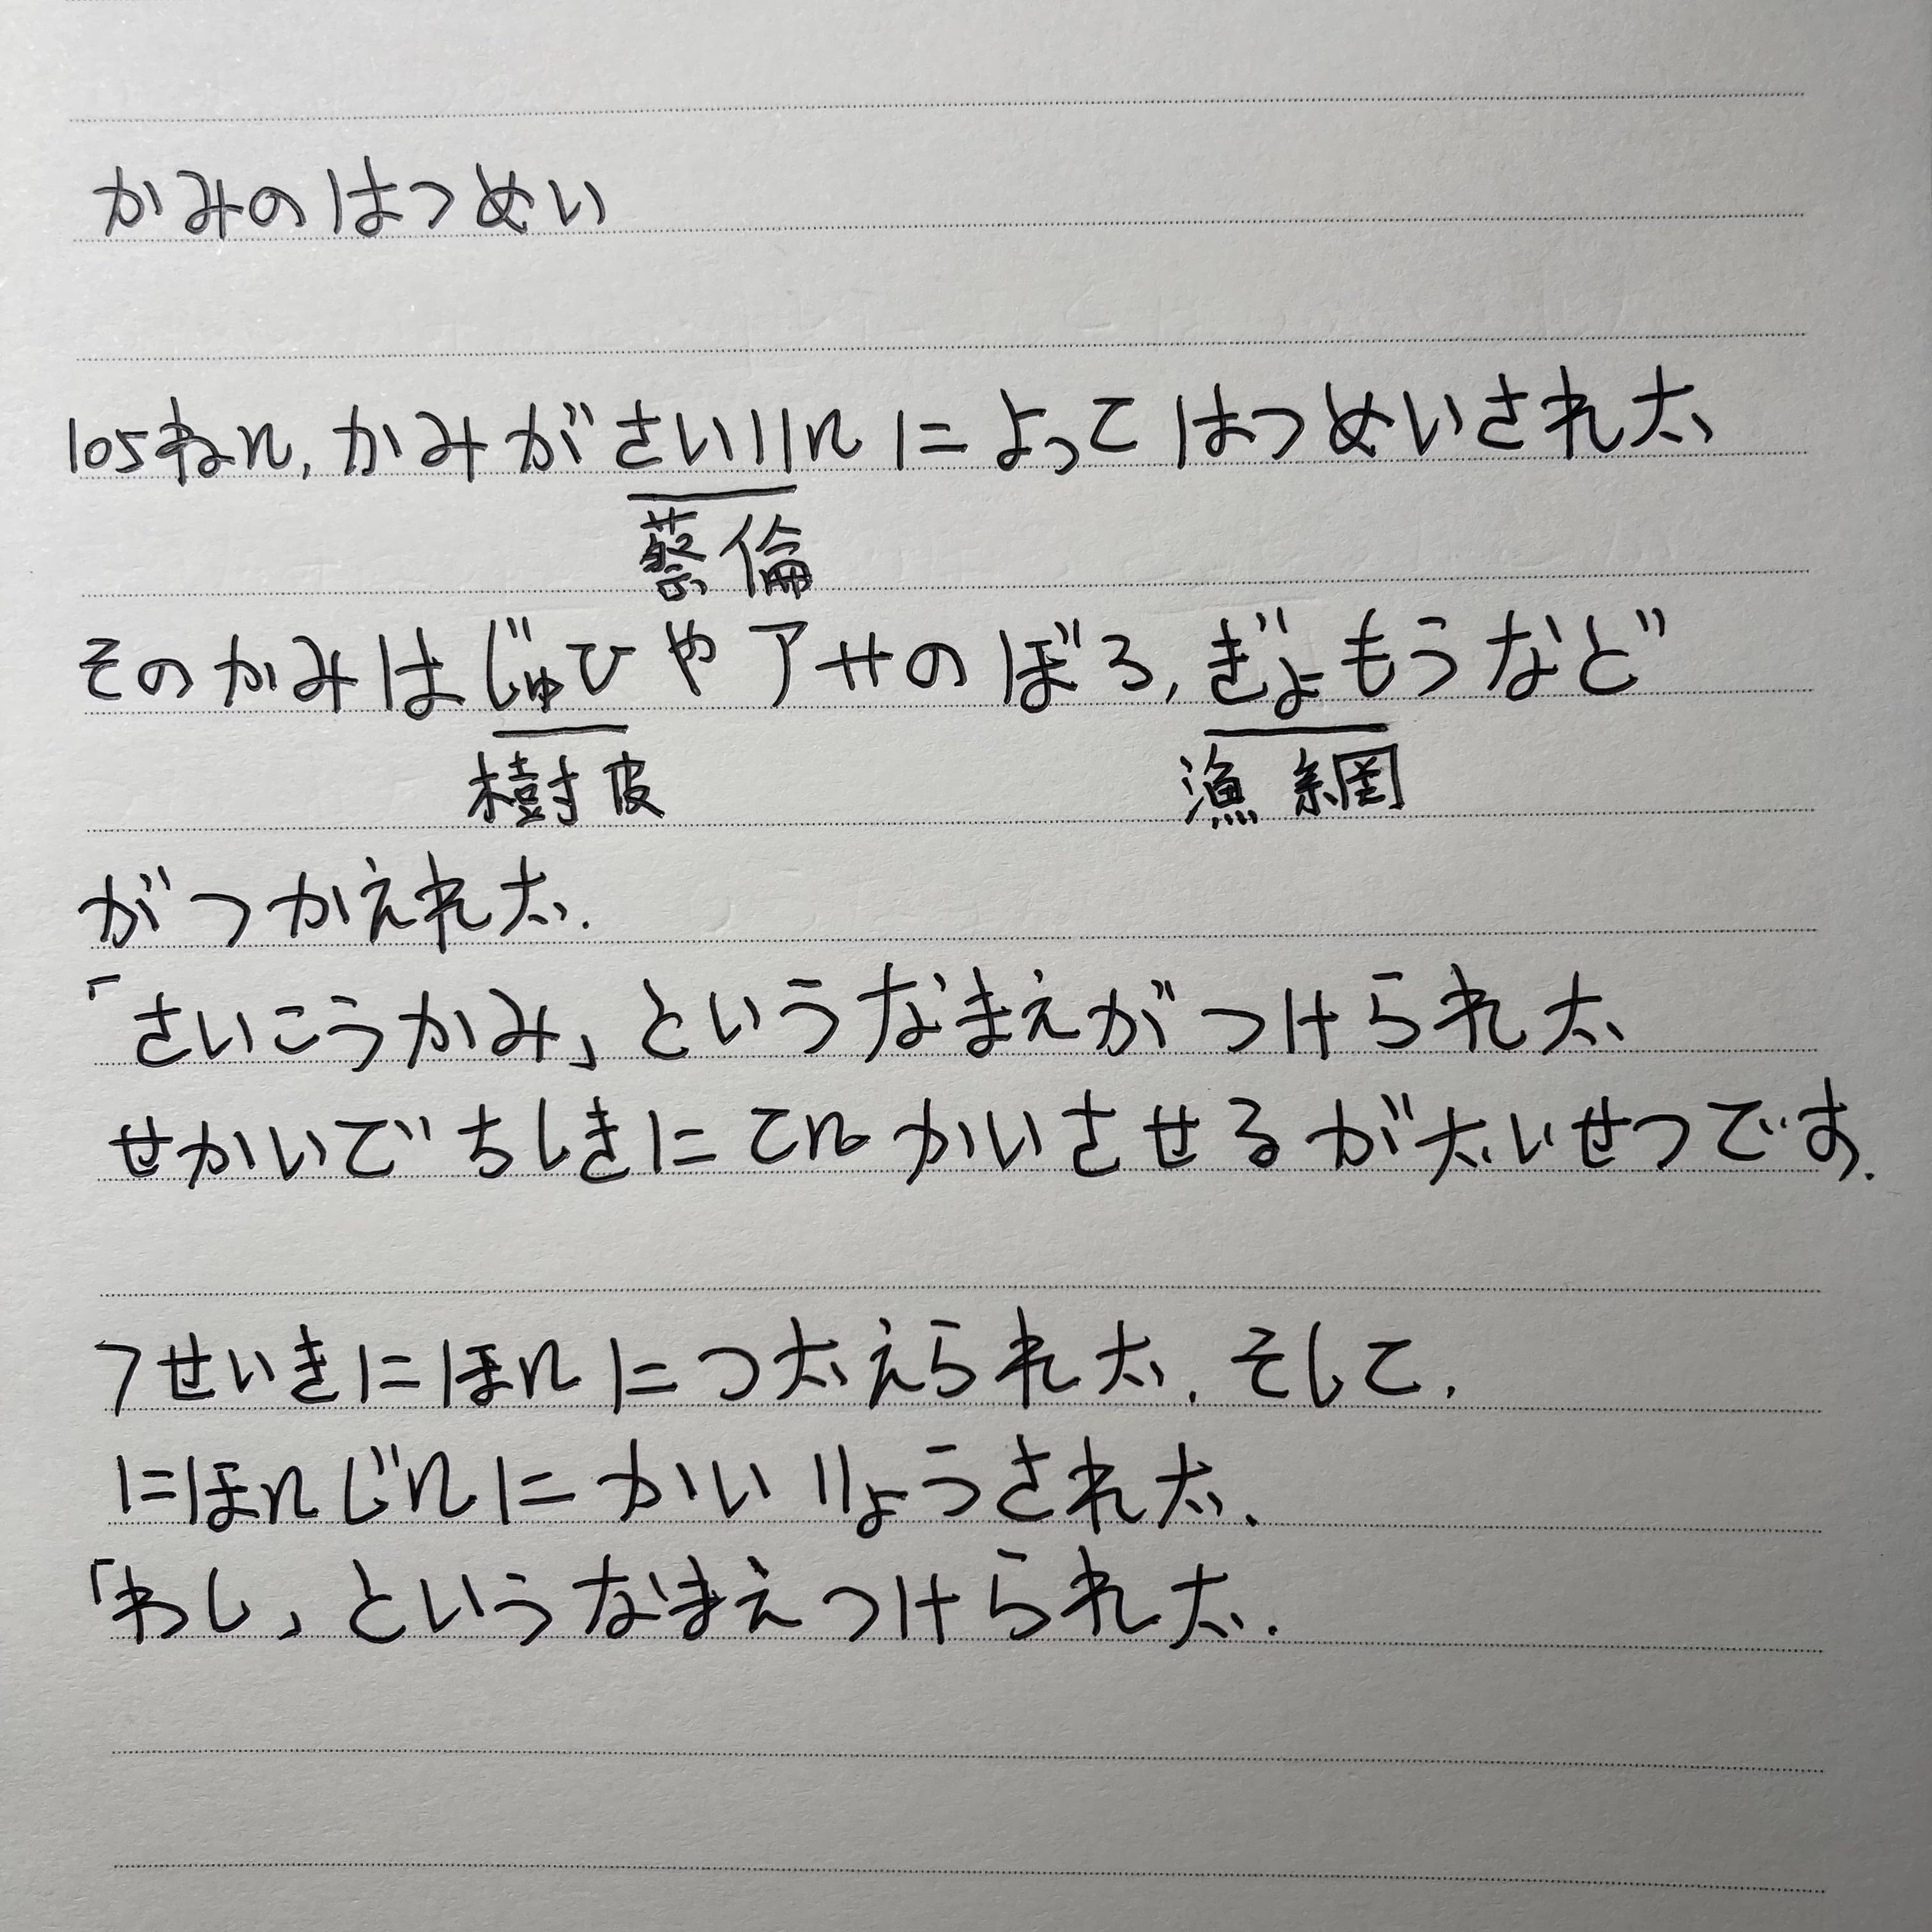 かみのはつめい
105ねん, かみがさいりんによってはつめいされた、
蔡倫
そのかみはじゅひやアサのぼろ, ぎょもうなど
樹皮 漁網
がつかえれた.
「さいこうかみ」というなまえがつけられた、
せかいでちしきにてんかいさせるがたいせつです.
7せいきにほんにつたえられた. そして.
にほんじんにかいりょうされた、
「わし」というなまえつけられた.